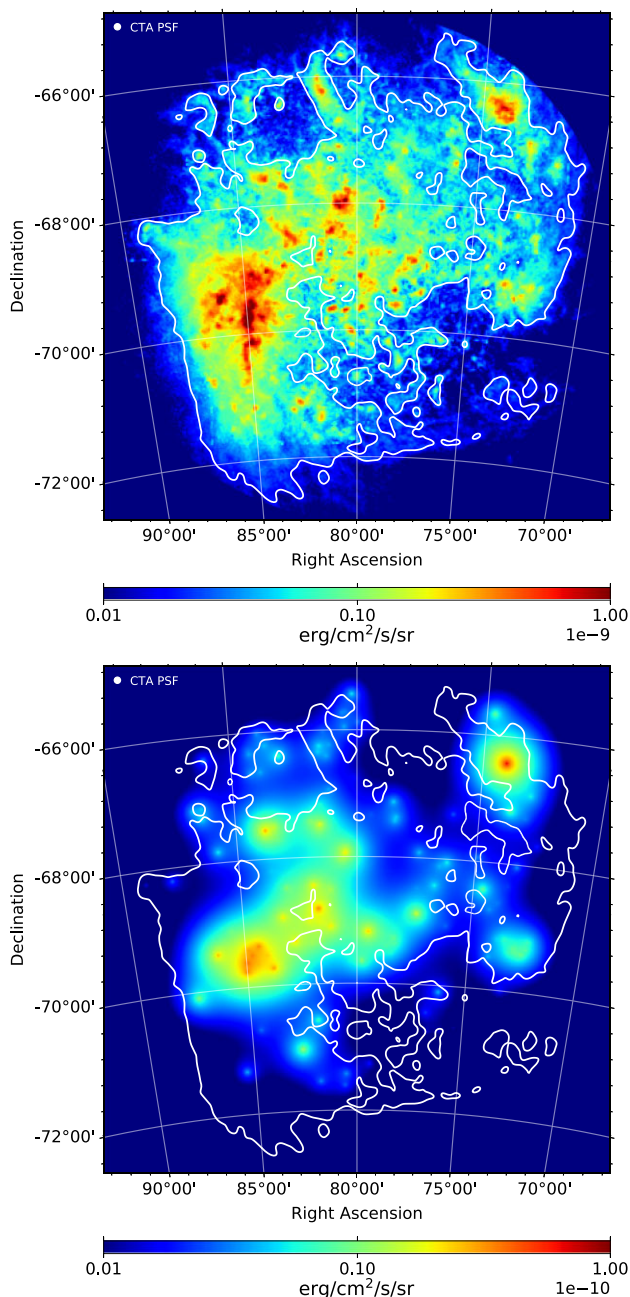 CTA PSF
-66°00'
-68°00'
-70°00'
-72°00'
Declination
90°00' 85°00' 80°00' 75°00' 70°00'
Right Ascension
0.01 0.10 1.00
erg/cm²/s/sr 1e−9
CTA PSF
-66°00'
-68°00'
-70°00'
-72°00'
Declination
90°00' 85°00' 80°00' 75°00' 70°00'
Right Ascension
0.01 0.10 1.00
erg/cm²/s/sr 1e−10